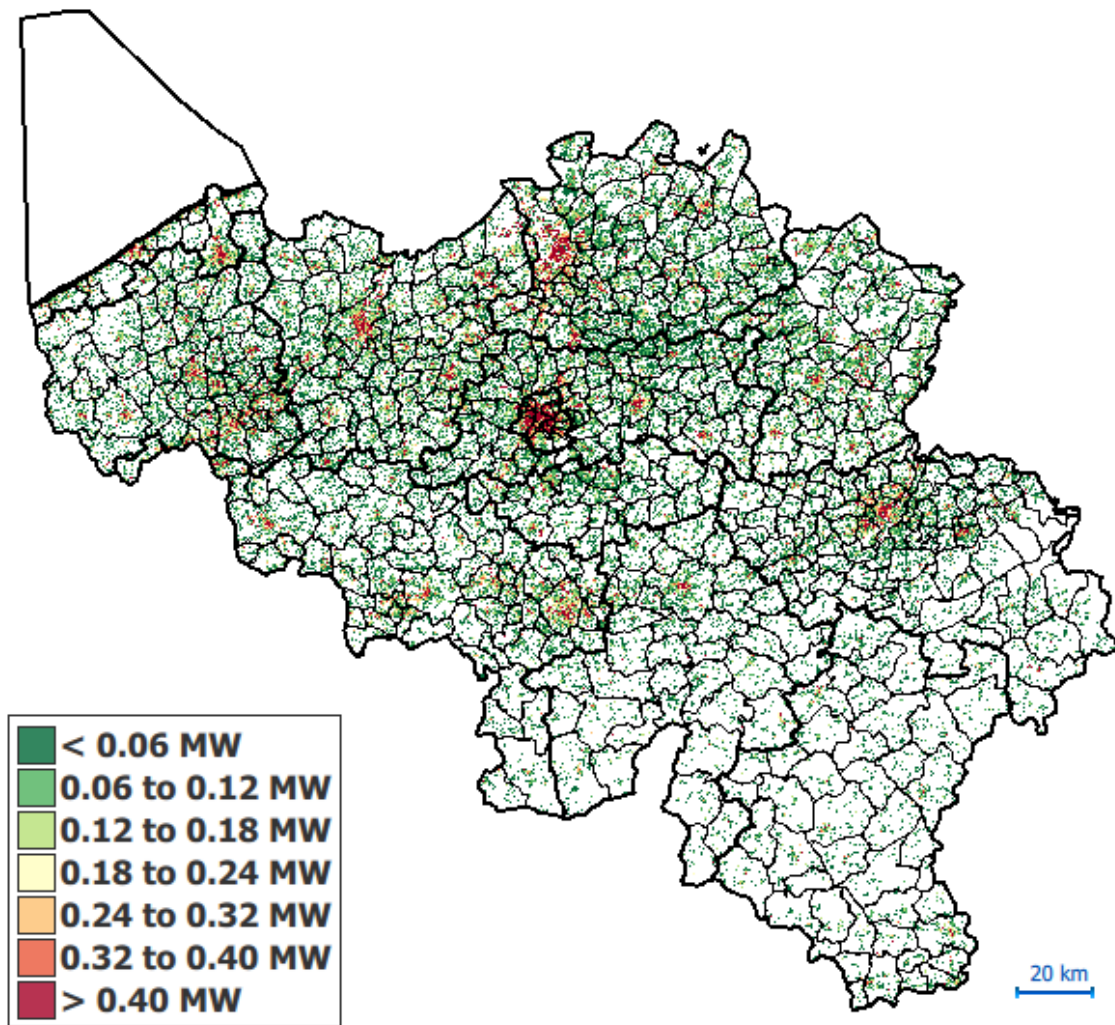 < 0.06 MW
0.06 to 0.12 MW
0.12 to 0.18 MW
0.18 to 0.24 MW
0.24 to 0.32 MW
0.32 to 0.40 MW
> 0.40 MW
20 km